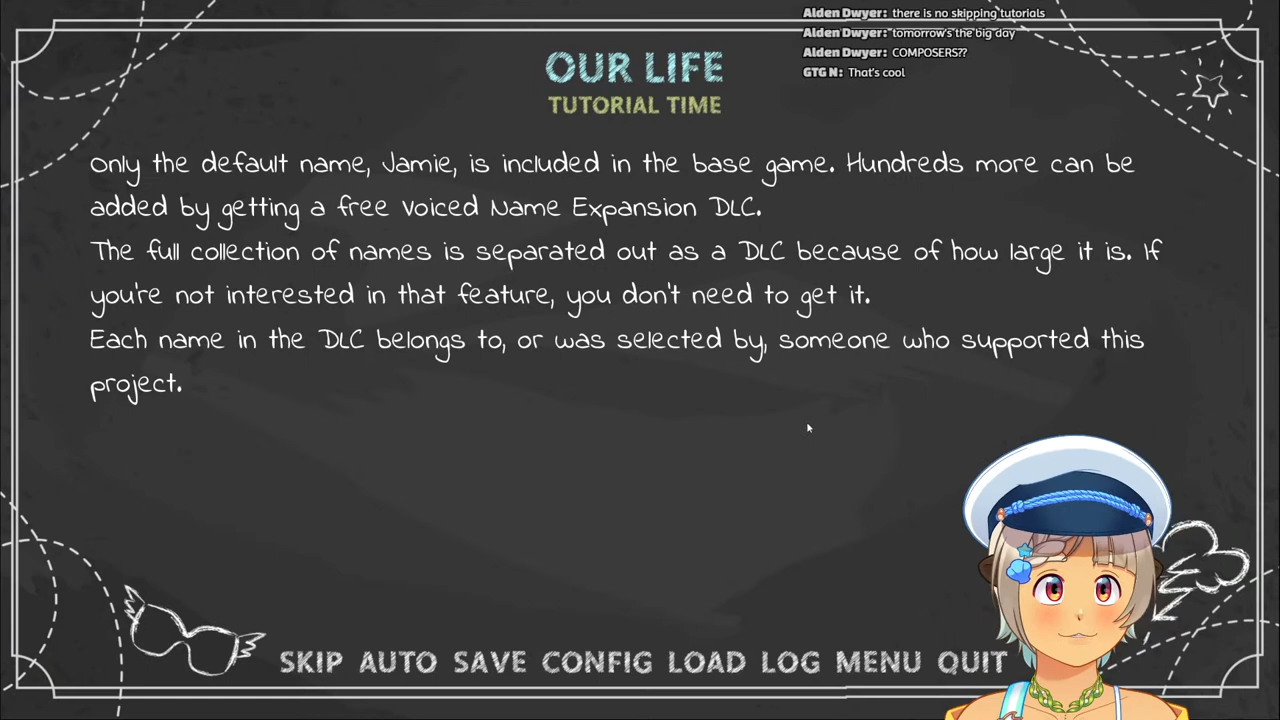 Alden Dwyer: there is no skipping tutorials
Alden Dwyer: tomorrow's the big day
Alden Dwyer: COMPOSERS??
GTG N: That's cool
OUR LIFE
TUTORIAL TIME
Only the default name, Jamie, is included in the base game. Hundreds more can be
added by getting a free Voiced Name Expansion DLC.
The full collection of names is separated out as a DLC because of how large it is. If
you're not interested in that feature, you don't need to get it.
Each name in the DLC belongs to, or was selected by, someone who supported this
project.
SKIP AUTO SAVE CONFIG LOAD LOG MENU QUIT